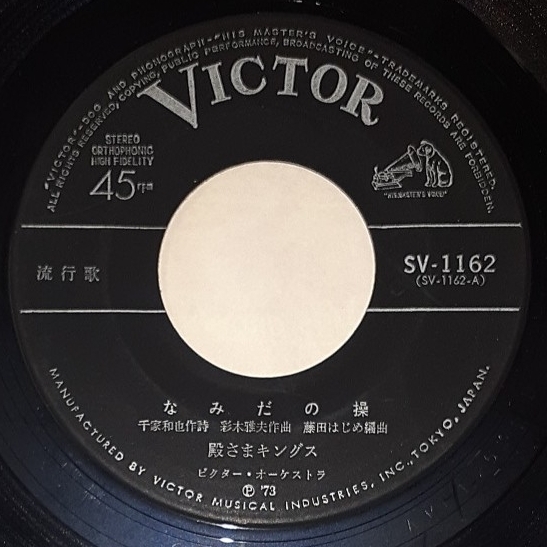 "VICTOR"-DOG AND PHONOGRAPH-"HIS MASTER'S VOICE"-TRADEMARKS REGISTERED.
ALL RIGHTS RESERVED, COPYING, PUBLIC PERFORMANCE, BROADCASTING OF THESE RECORDS ARE FORBIDDEN.
VICTOR
STEREO
ORTHOPHONIC
HIGH FIDELITY
45rpm
"HIS MASTER'S VOICE"
流行歌
SV-1162
(SV-1162-A)
なみだの操
千家和也作詩 彩木雅夫作曲 藤田はじめ編曲
殿さまキングス
ビクター・オーケストラ
Ⓟ '73
MANUFACTURED BY VICTOR MUSICAL INDUSTRIES, INC., TOKYO, JAPAN.